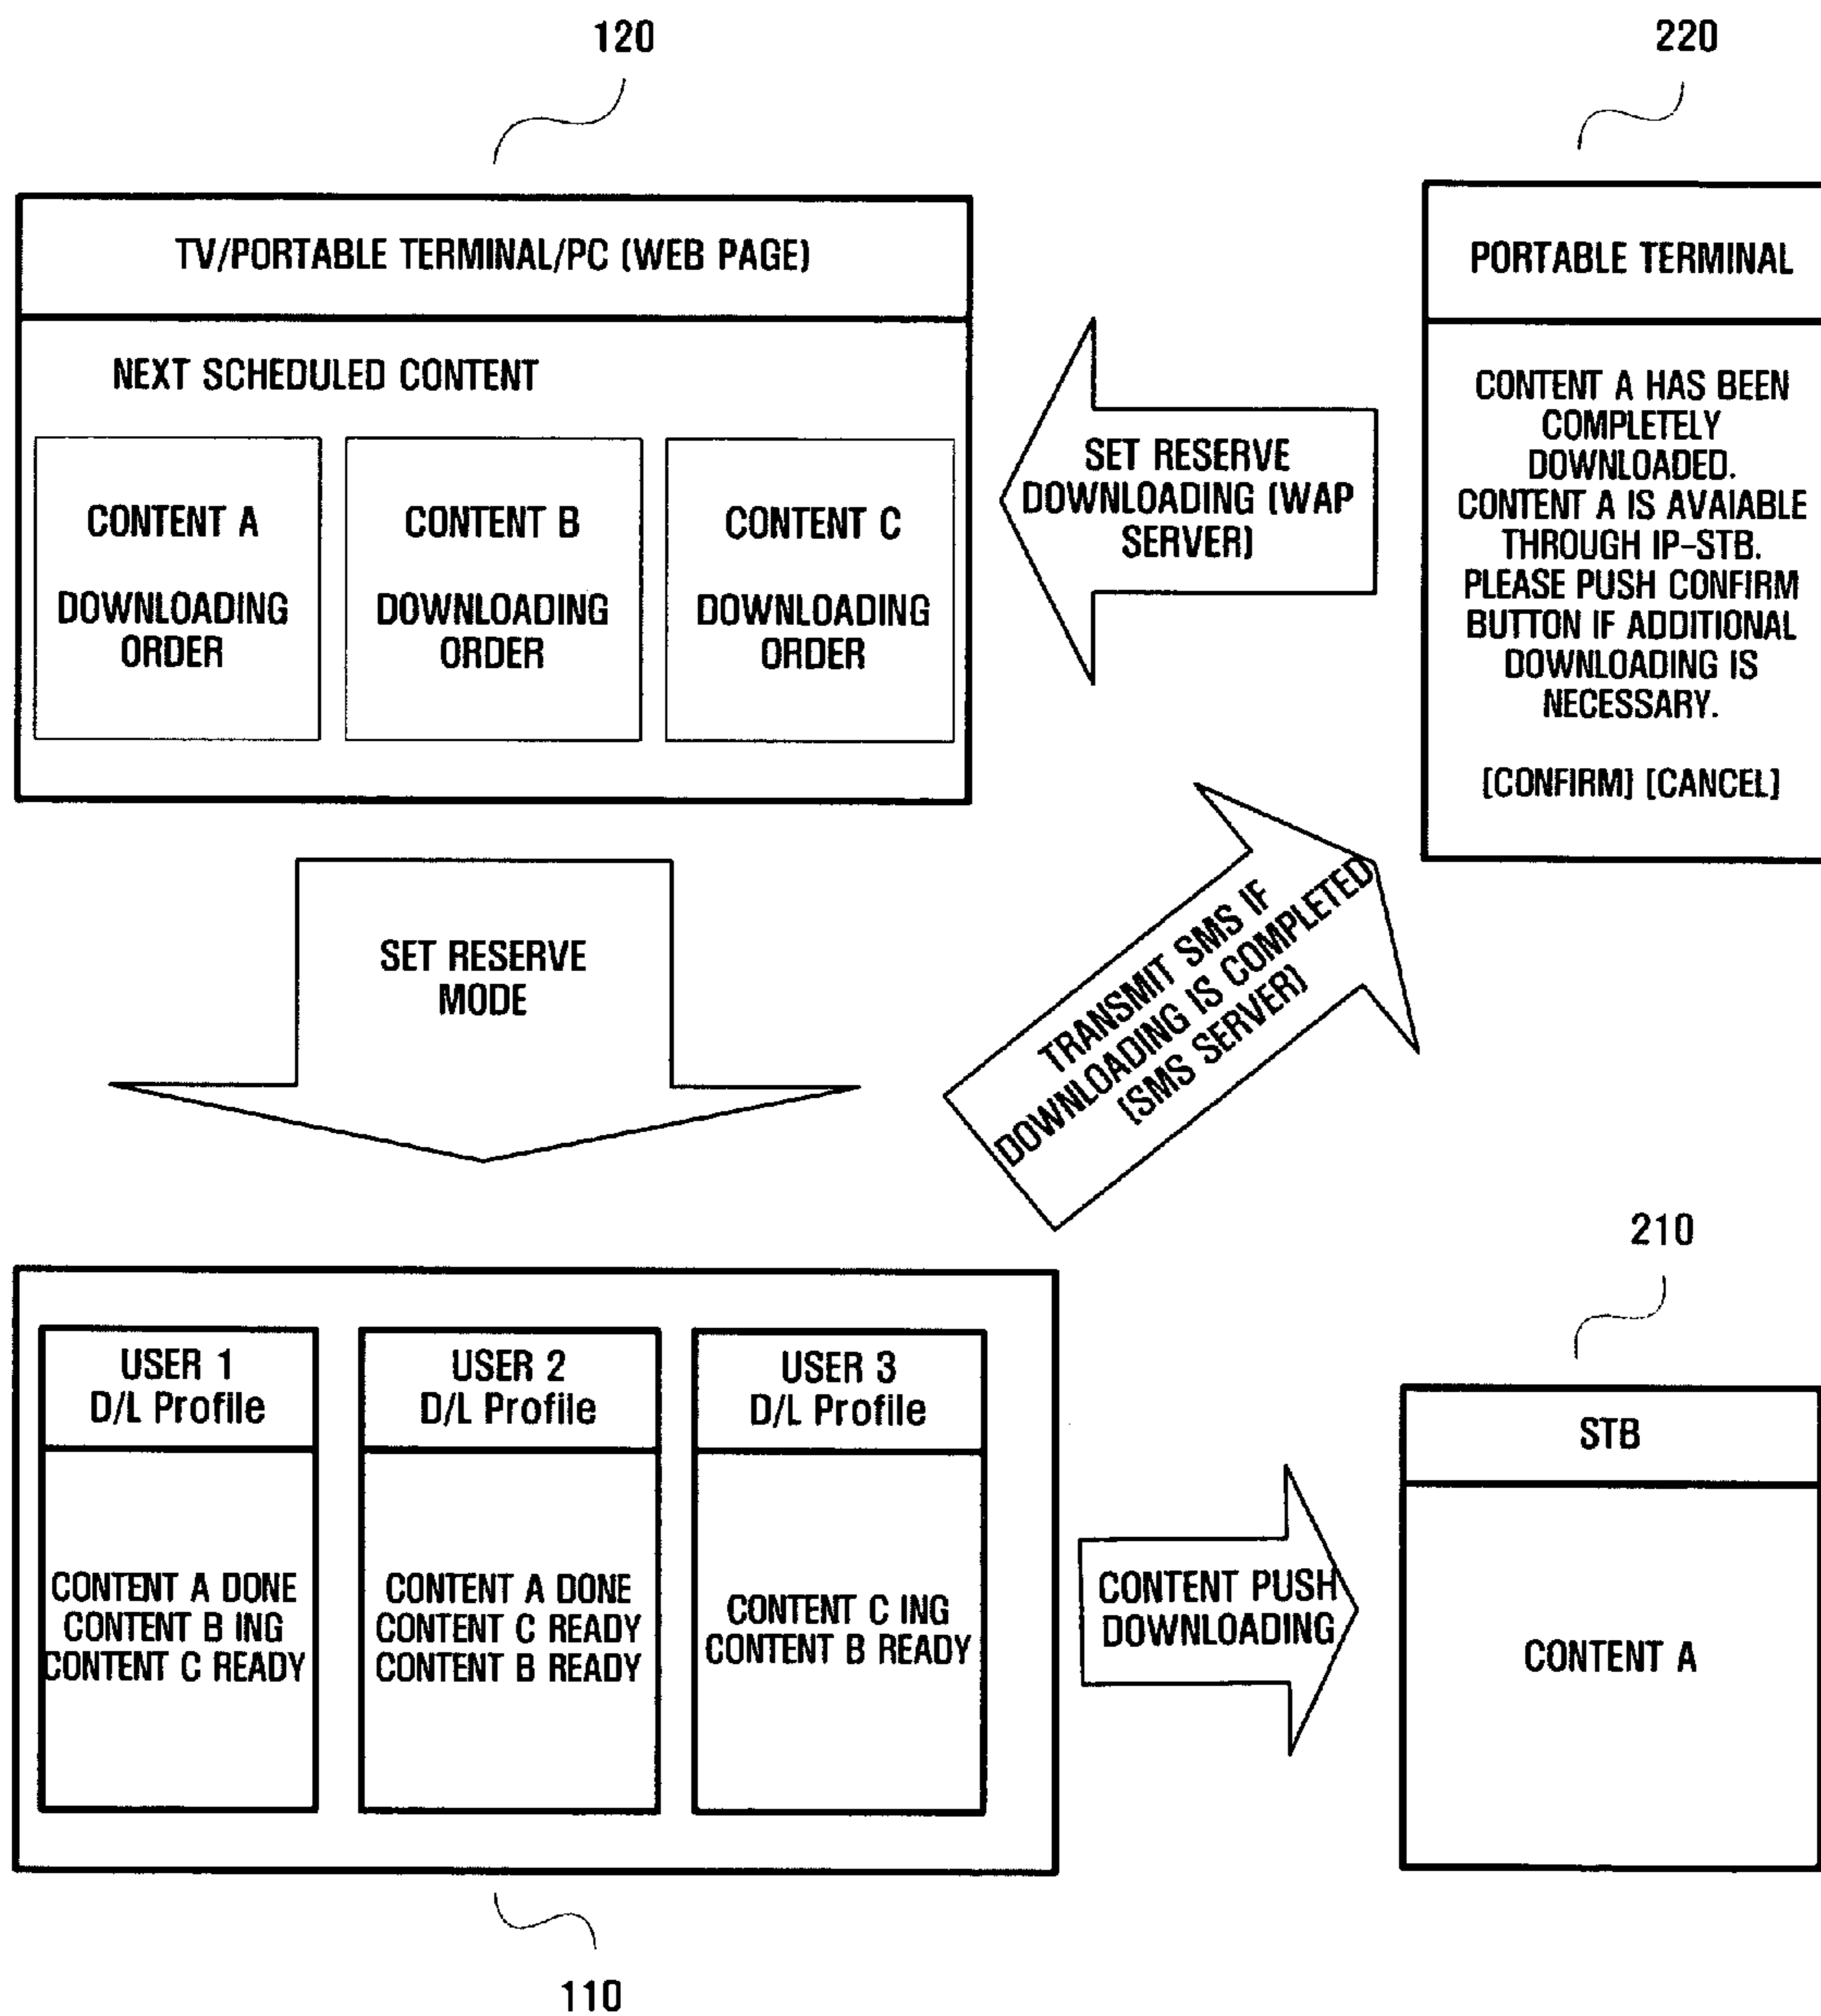 120
220
TV/PORTABLE TERMINAL/PC (WEB PAGE)
NEXT SCHEDULED CONTENT
CONTENT A
DOWNLOADING
ORDER
CONTENT B
DOWNLOADING
ORDER
CONTENT C
DOWNLOADING
ORDER
SET RESERVE
DOWNLOADING (WAP
SERVER)
PORTABLE TERMINAL
CONTENT A HAS BEEN
COMPLETELY
DOWNLOADED.
CONTENT A IS AVAIABLE
THROUGH IP-STB.
PLEASE PUSH CONFIRM
BUTTON IF ADDITIONAL
DOWNLOADING IS
NECESSARY.
[CONFIRM] [CANCEL]
SET RESERVE
MODE
TRANSMIT SMS IF
DOWNLOADING IS COMPLETED
(SMS SERVER)
210
USER 1
D/L Profile
CONTENT A DONE
CONTENT B ING
CONTENT C READY
USER 2
D/L Profile
CONTENT A DONE
CONTENT C READY
CONTENT B READY
USER 3
D/L Profile
CONTENT C ING
CONTENT B READY
CONTENT PUSH
DOWNLOADING
STB
CONTENT A
110